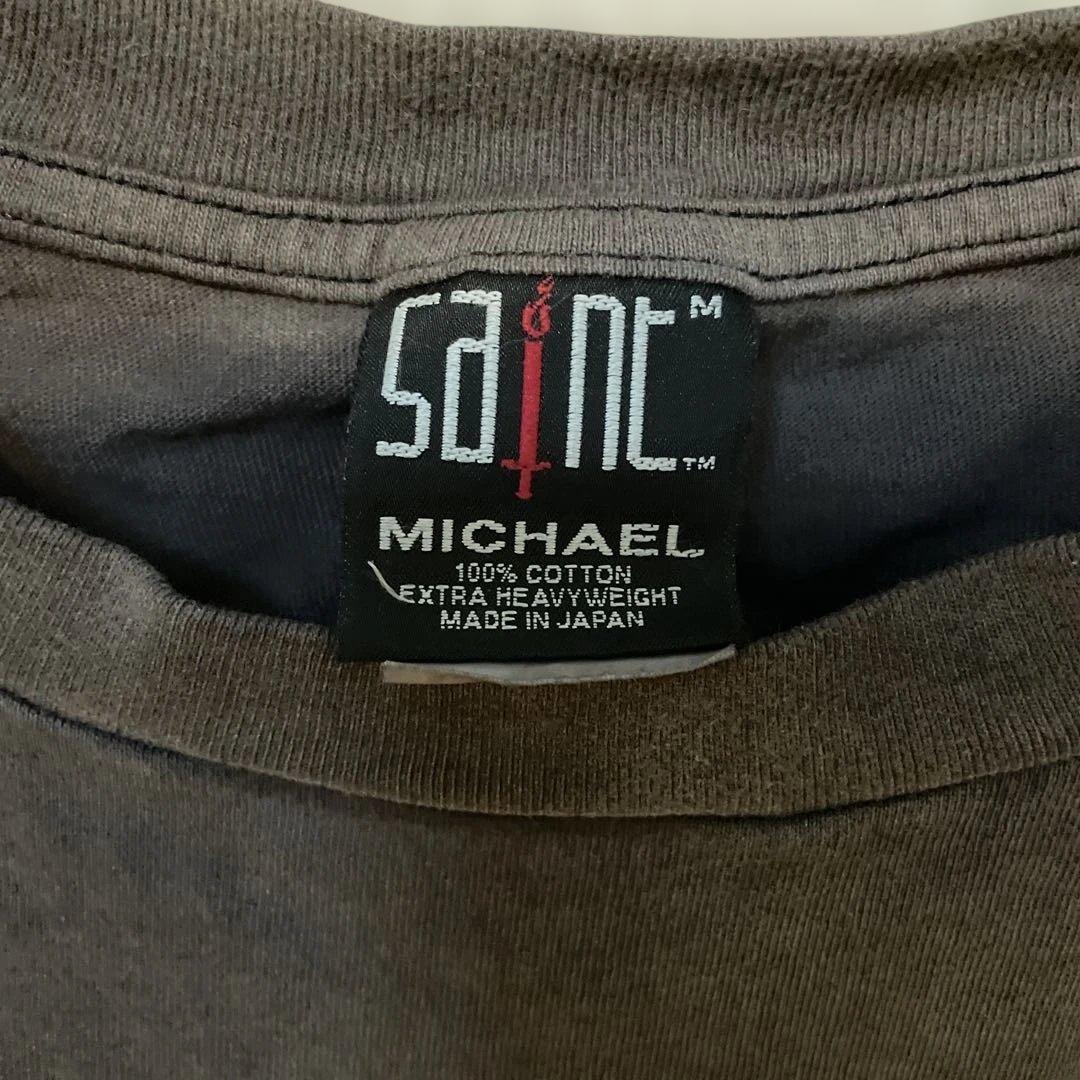 saint M
TM
MICHAEL
100% COTTON
EXTRA HEAVYWEIGHT
MADE IN JAPAN